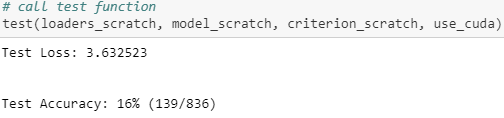 # call test function
test(loaders_scratch, model_scratch, criterion_scratch, use_cuda)
Test Loss: 3.632523
Test Accuracy: 16% (139/836)